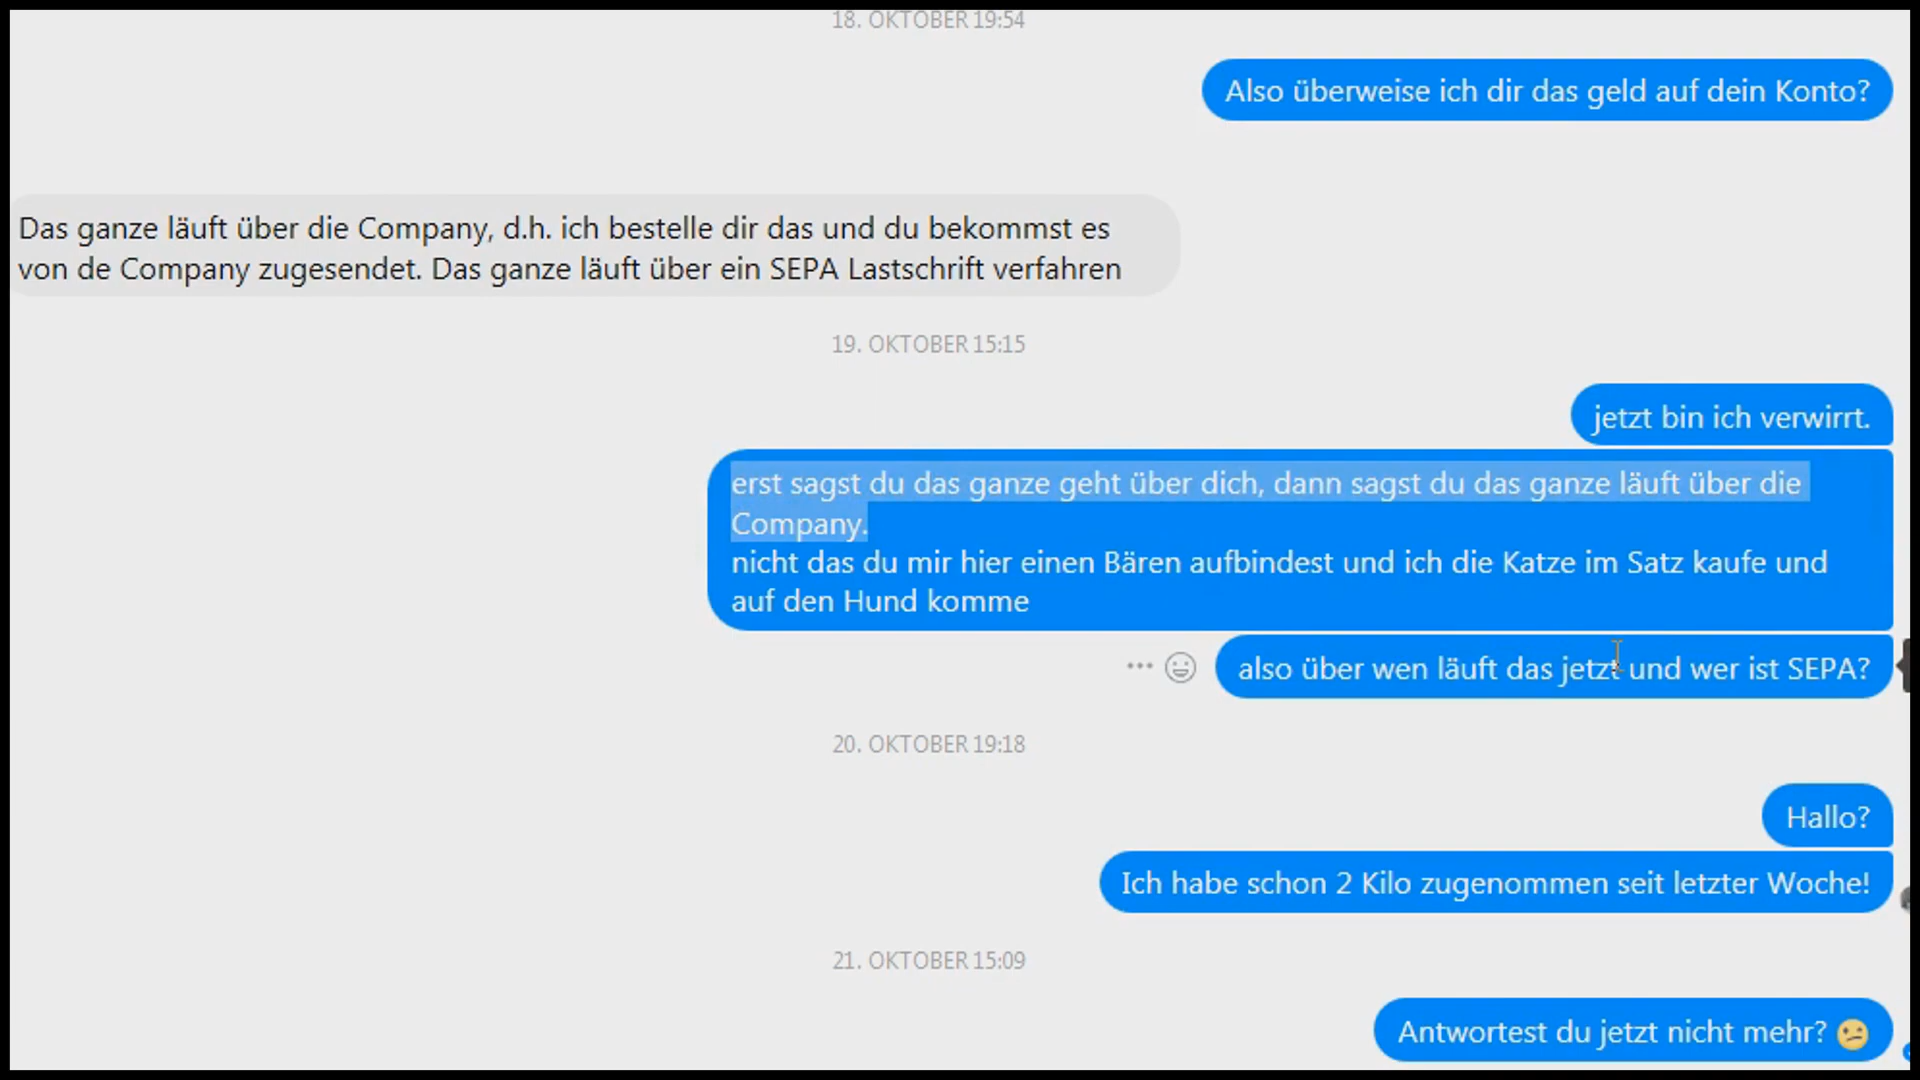 18. OKTOBER 19:54
Also überweise ich dir das geld auf dein Konto?
Das ganze läuft über die Company, d.h. ich bestelle dir das und du bekommst es
von de Company zugesendet. Das ganze läuft über ein SEPA Lastschrift verfahren
19. OKTOBER 15:15
jetzt bin ich verwirrt.
erst sagst du das ganze geht über dich, dann sagst du das ganze läuft über die
Company.
nicht das du mir hier einen Bären aufbindest und ich die Katze im Satz kaufe und
auf den Hund komme
also über wen läuft das jetzt und wer ist SEPA?
20. OKTOBER 19:18
Hallo?
Ich habe schon 2 Kilo zugenommen seit letzter Woche!
21. OKTOBER 15:09
Antwortest du jetzt nicht mehr? 😕